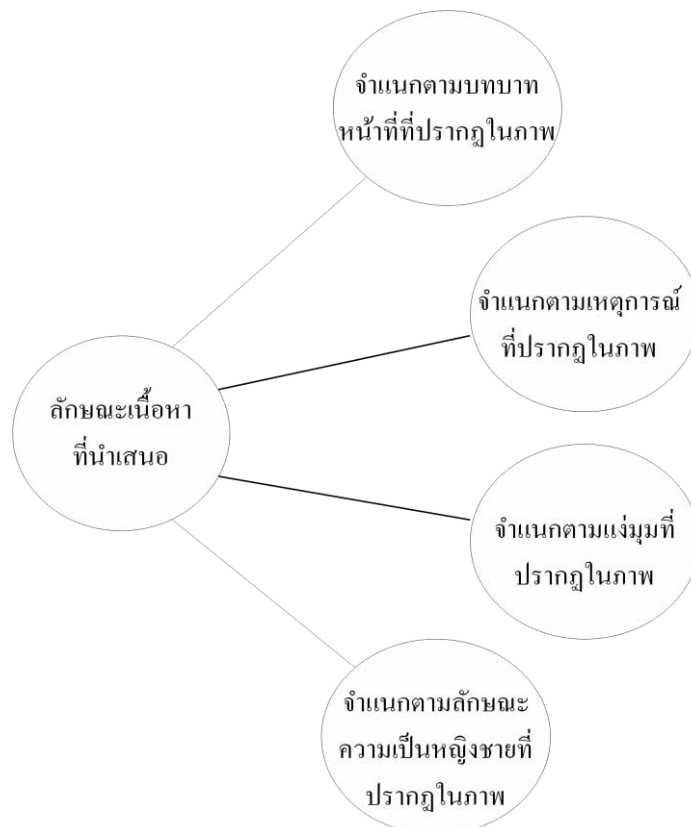 จำแนกตามบทบาท
หน้าที่ที่ปรากฏในภาพ
จำแนกตามเหตุการณ์
ที่ปรากฏในภาพ
ลักษณะเนื้อหา
ที่นำเสนอ
จำแนกตามแง่มุมที่
ปรากฏในภาพ
จำแนกตามลักษณะ
ความเป็นหญิงชายที่
ปรากฏในภาพ